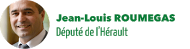 Jean-Louis ROUMEGAS
Député de l'Hérault